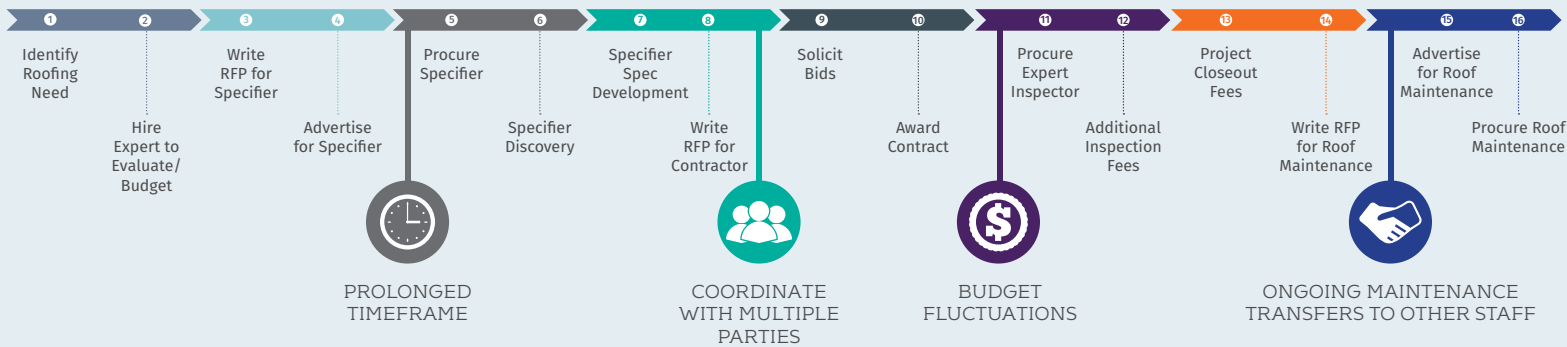 1
2
3
4
5
6
7
8
9
10
11
12
13
14
15
16
Identify
Roofing
Need
Hire
Expert to
Evaluate/
Budget
Write
RFP for
Specifier
Advertise
for Specifier
Procure
Specifier
Specifier
Discovery
Specifier
Spec
Development
Write
RFP for
Contractor
Solicit
Bids
Award
Contract
Procure
Expert
Inspector
Additional
Inspection
Fees
Project
Closeout
Fees
Write RFP
for Roof
Maintenance
Advertise
for Roof
Maintenance
Procure Roof
Maintenance
$
PROLONGED
TIMEFRAME
COORDINATE
WITH MULTIPLE
PARTIES
BUDGET
FLUCTUATIONS
ONGOING MAINTENANCE
TRANSFERS TO OTHER STAFF